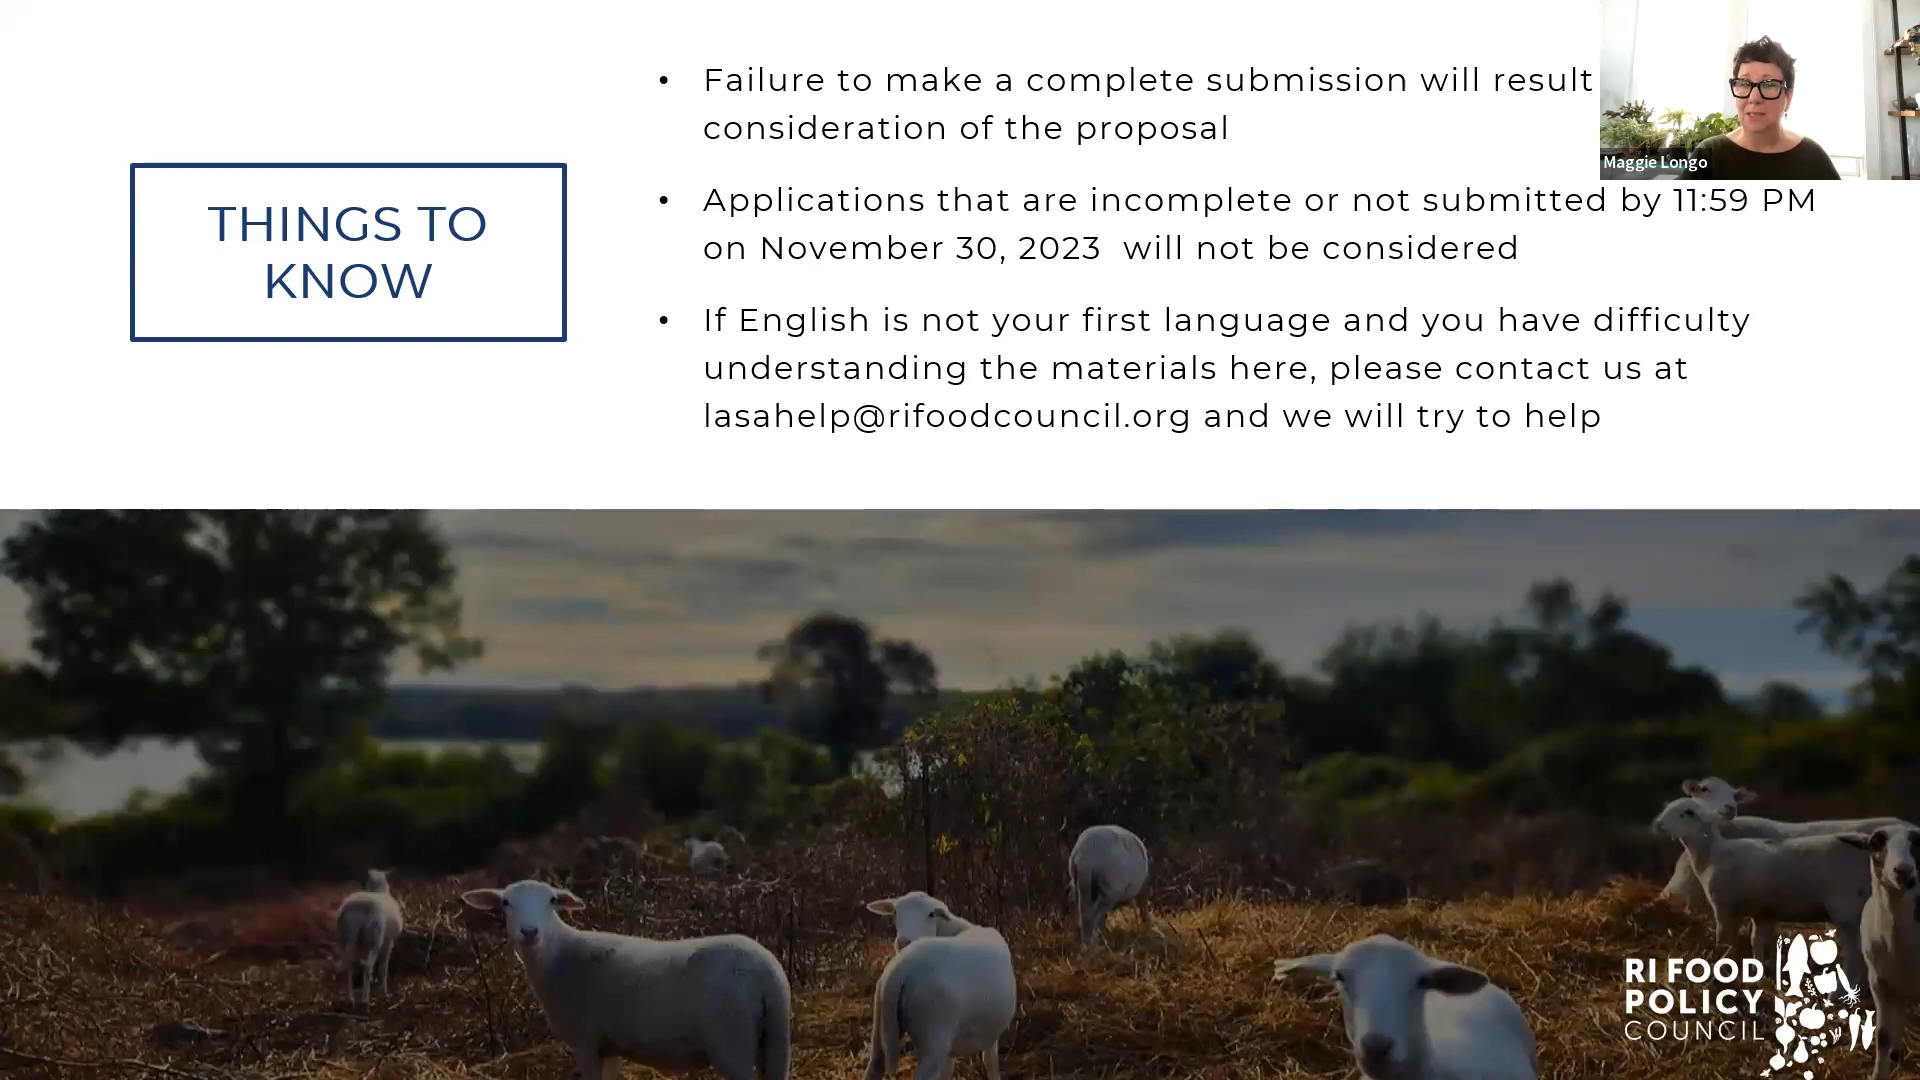 THINGS TO
KNOW
• Failure to make a complete submission will result
consideration of the proposal
• Applications that are incomplete or not submitted by 11:59 PM
on November 30, 2023 will not be considered
• If English is not your first language and you have difficulty
understanding the materials here, please contact us at
lasahelp@rifoodcouncil.org and we will try to help
Maggie Longo
RI FOOD
POLICY
COUNCIL